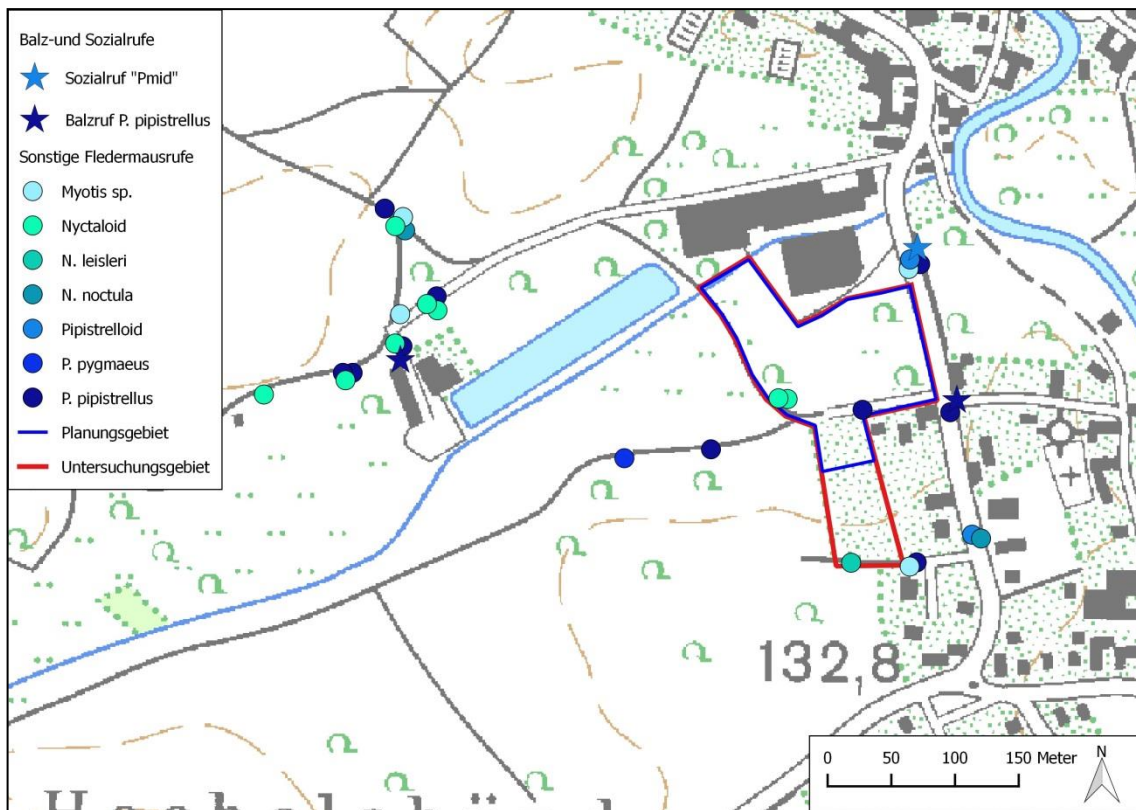 Balz-und Sozialrufe
Sozialruf "Pmid"
Balzruf P. pipistrellus
Sonstige Fledermausrufe
Myotis sp.
Nyctaloid
N. leisleri
N. noctula
Pipistrelloid
P. pygmaeus
P. pipistrellus
Planungsgebiet
Untersuchungsgebiet
132,8
N
0 50 100 150 Meter